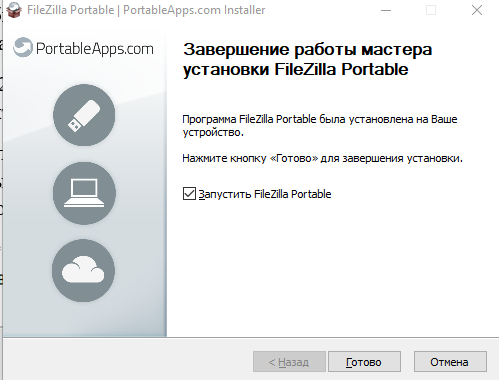 FileZilla Portable | PortableApps.com Installer
PortableApps.com
Завершение работы мастера
установки FileZilla Portable
Программа FileZilla Portable была установлена на Ваше
устройство.
Нажмите кнопку «Готово» для завершения установки.
Запустить FileZilla Portable
< Назад
Готово
Отмена